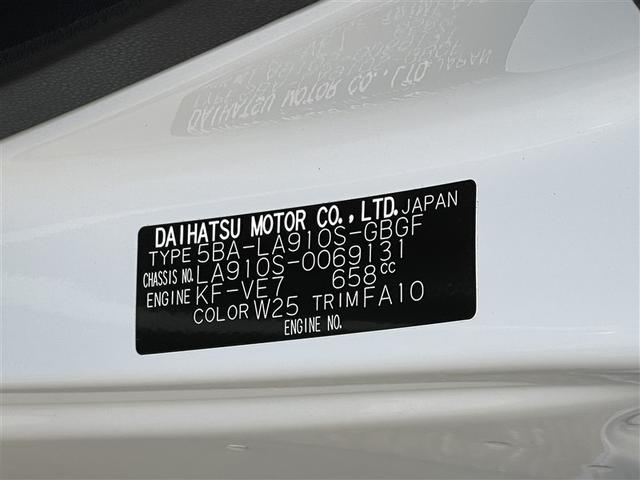 DAIHATSU MOTOR CO.,LTD. JAPAN
TYPE 5BA-LA910S-GBGF
CHASSIS NO. LA910S-0069131
ENGINE KF-VE7 658cc
COLOR W25 TRIM FA10
ENGINE NO.